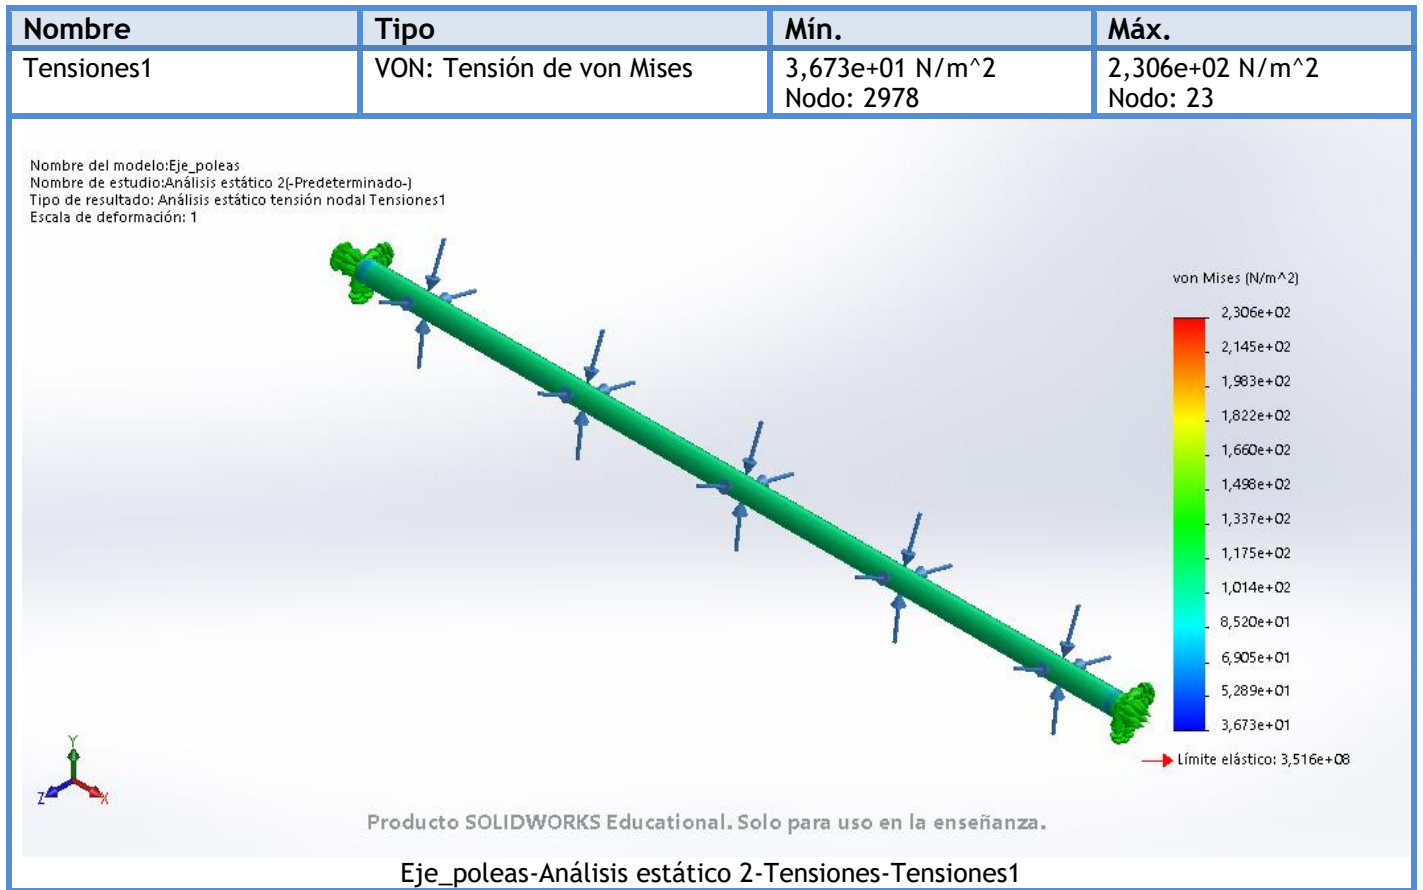 Nombre Tipo Mín. Máx.
Tensiones1 VON: Tensión de von Mises 3,673e+01 N/m^2 2,306e+02 N/m^2
Nodo: 2978 Nodo: 23
Nombre del modelo:Eje_poleas
Nombre de estudio:Análisis estático 2(-Predeterminado-)
Tipo de resultado: Análisis estático tensión nodal Tensiones1
Escala de deformación: 1
von Mises (N/m^2)
2,306e+02
2,145e+02
1,983e+02
1,822e+02
1,660e+02
1,498e+02
1,337e+02
1,175e+02
1,014e+02
8,520e+01
6,905e+01
5,289e+01
3,673e+01
Límite elástico: 3,516e+08
Y
Z X
Producto SOLIDWORKS Educational. Solo para uso en la enseñanza.
Eje_poleas-Análisis estático 2-Tensiones-Tensiones1